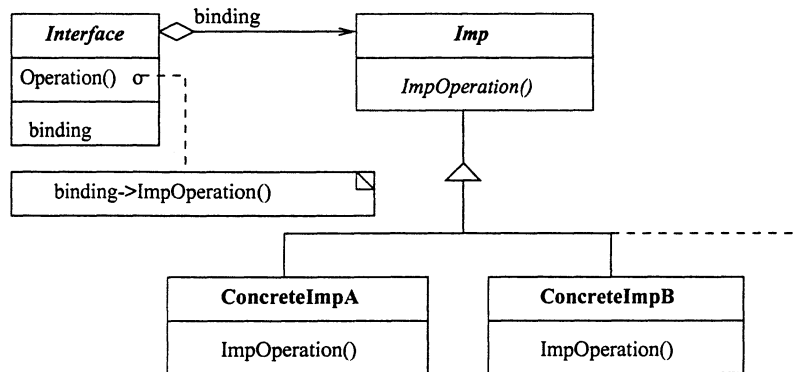 binding
Interface
Imp
Operation()
ImpOperation()
binding
binding->ImpOperation()
ConcreteImpA
ConcreteImpB
ImpOperation()
ImpOperation()